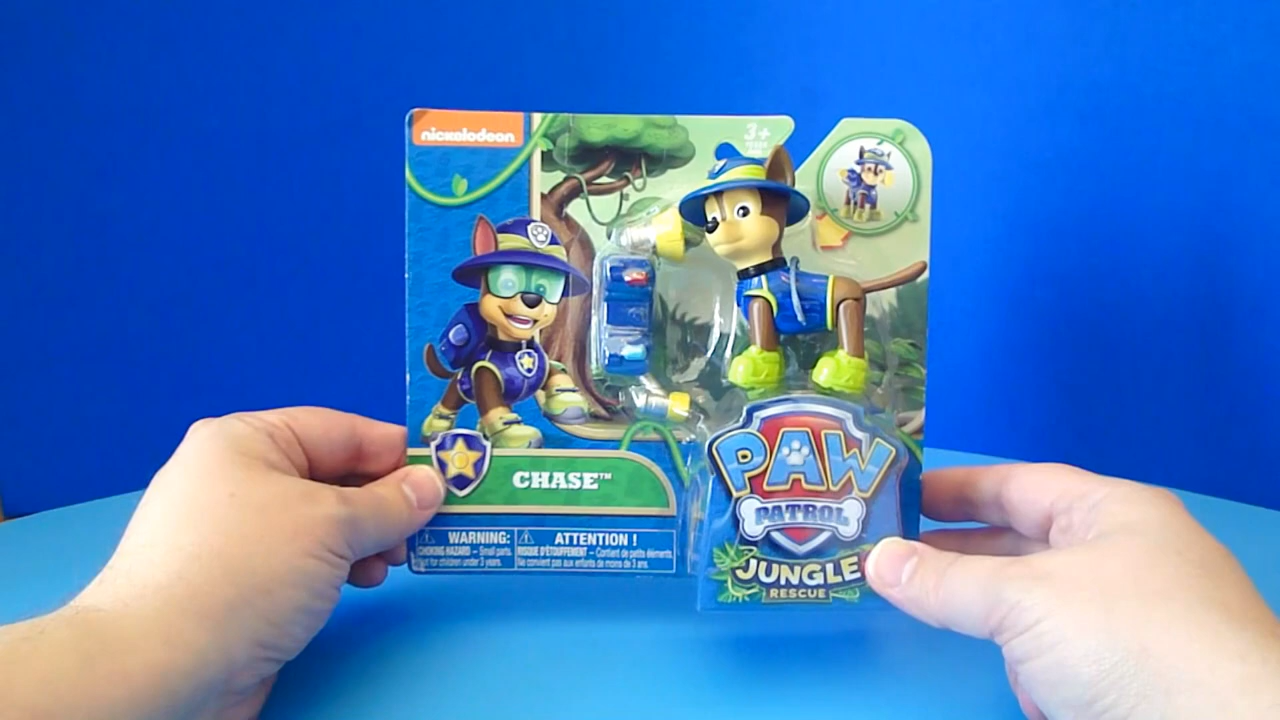 nickelodeon
3+
CHASE™
WARNING:
CHOKING HAZARD – Small parts.
Not for children under 3 years.
ATTENTION !
RISQUE D'ÉTOUFFEMENT – Contient de petits éléments.
Ne convient pas aux enfants de moins de 3 ans.
PAW
PATROL
JUNGLE
RESCUE